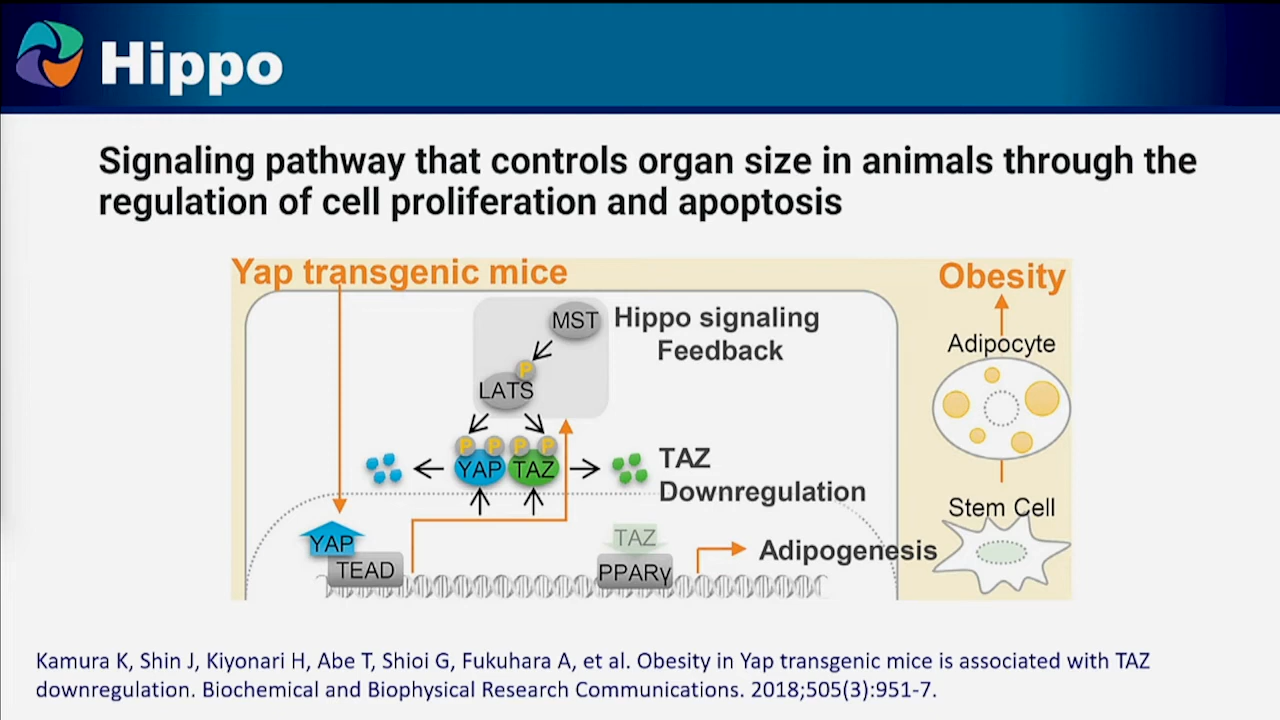 Hippo
Signaling pathway that controls organ size in animals through the
regulation of cell proliferation and apoptosis
Yap transgenic mice
Obesity
MST
Hippo signaling
Feedback
Adipocyte
P
LATS
P P P P
YAP TAZ
TAZ
Downregulation
Stem Cell
YAP
TEAD
TAZ
PPARγ
Adipogenesis
Kamura K, Shin J, Kiyonari H, Abe T, Shioi G, Fukuhara A, et al. Obesity in Yap transgenic mice is associated with TAZ
downregulation. Biochemical and Biophysical Research Communications. 2018;505(3):951-7.